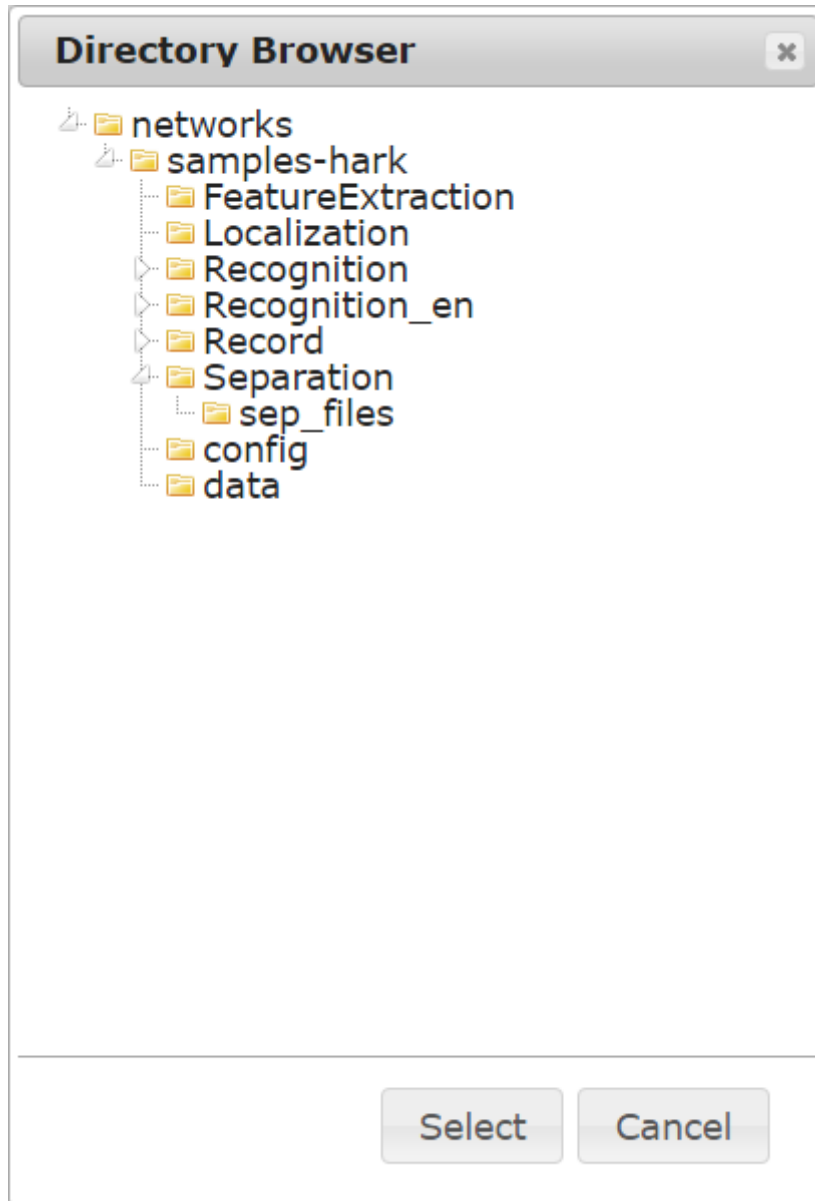 Directory Browser
networks
samples-hark
FeatureExtraction
Localization
Recognition
Recognition_en
Record
Separation
sep_files
config
data
Select Cancel